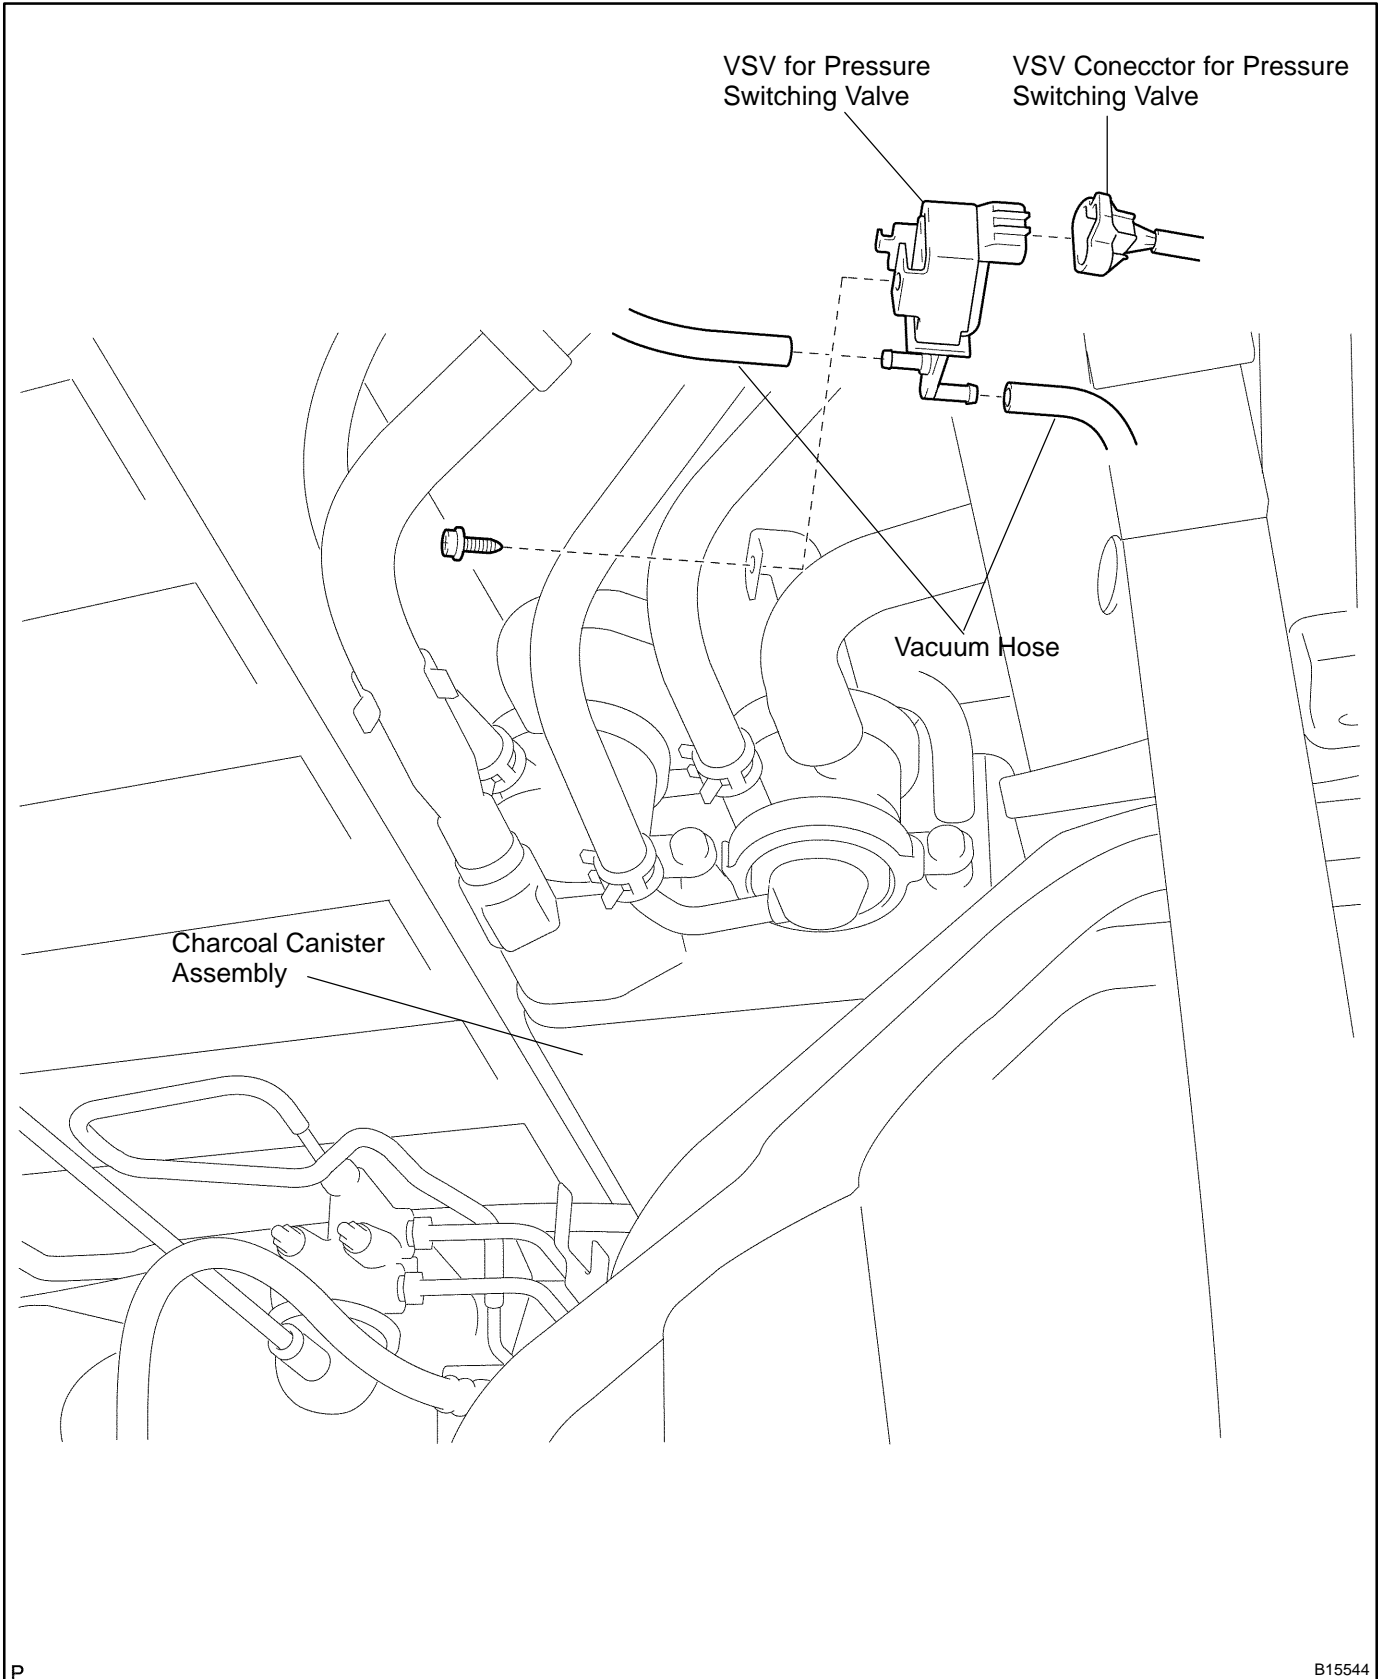 VSV for Pressure
Switching Valve
VSV Conecctor for Pressure
Switching Valve
Vacuum Hose
Charcoal Canister
Assembly
P
B15544